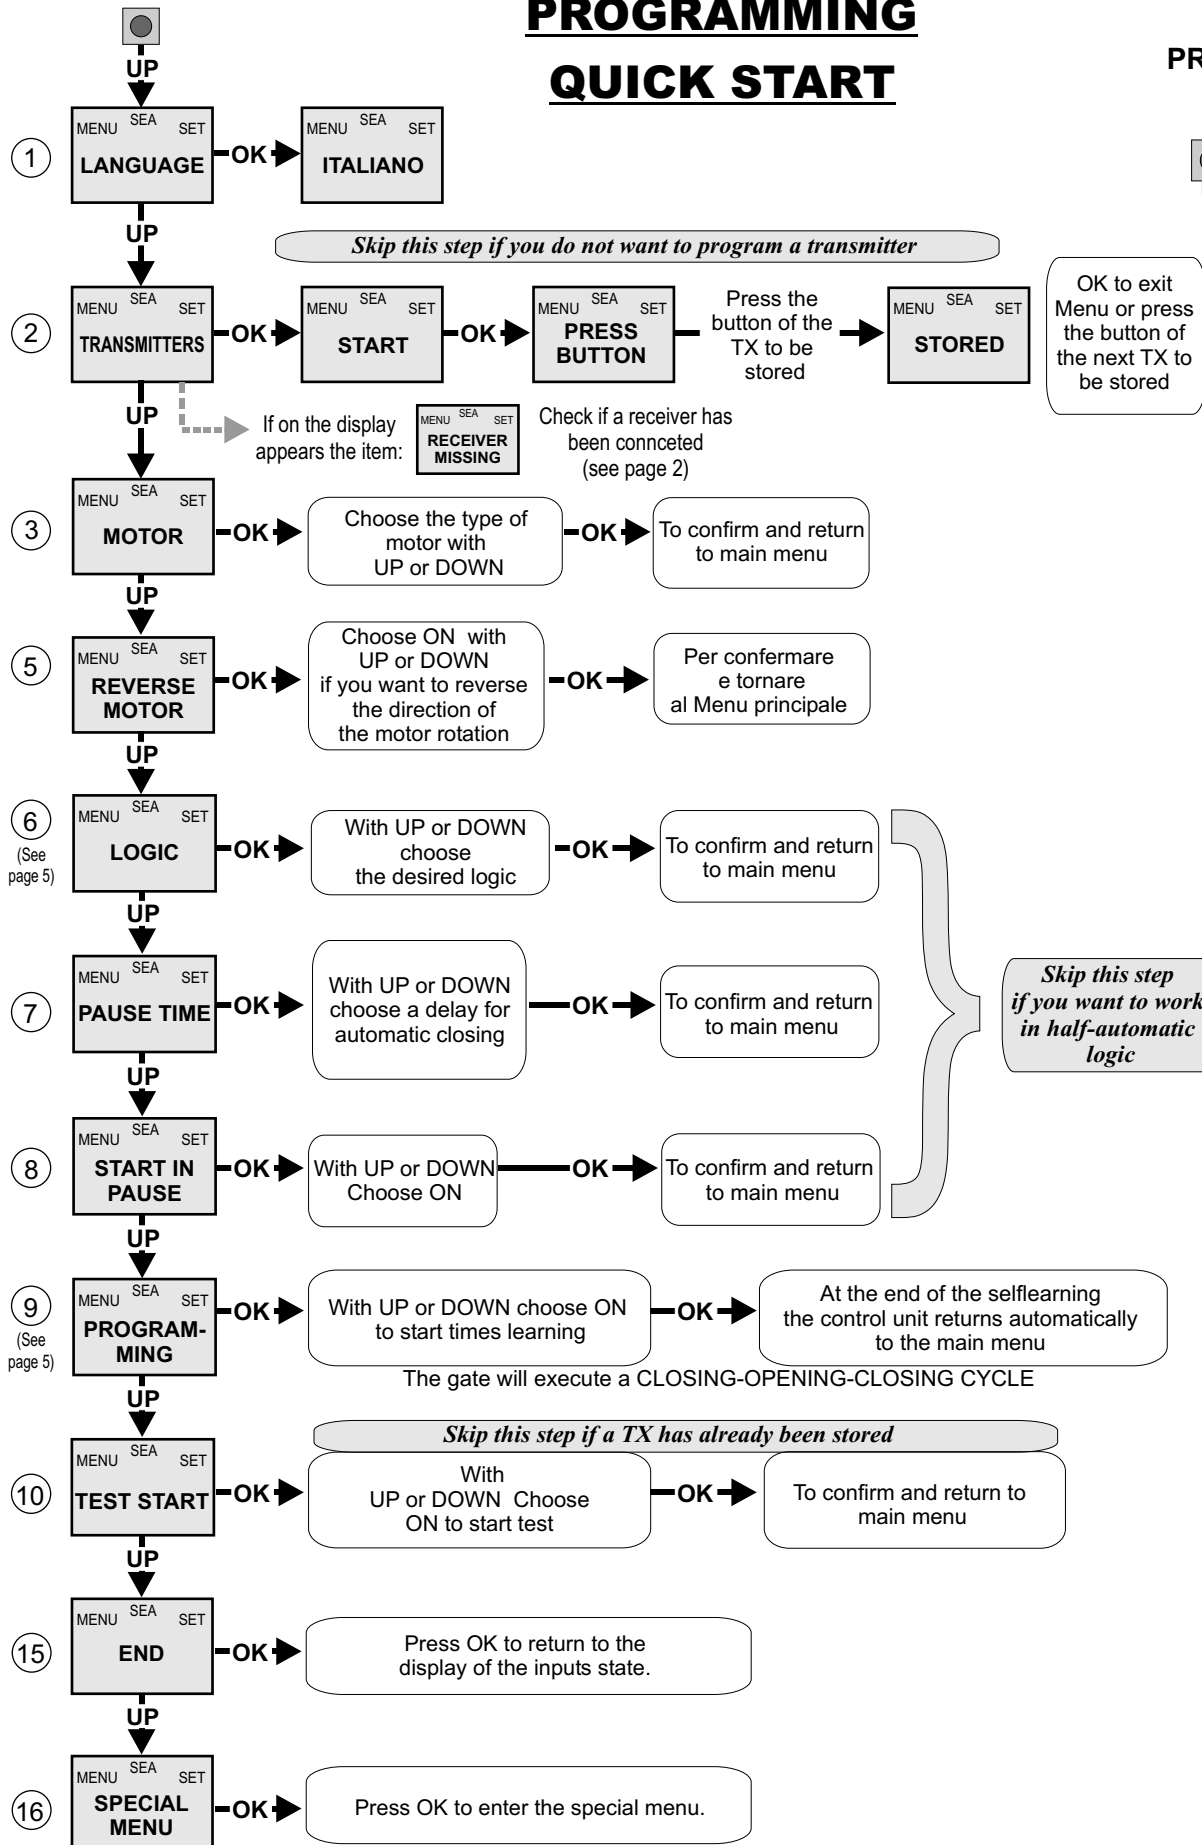 PROGRAMMING
QUICK START
PR
UP
1
MENU SEA SET
LANGUAGE
OK
MENU SEA SET
ITALIANO
UP
Skip this step if you do not want to program a transmitter
2
MENU SEA SET
TRANSMITTERS
OK
MENU SEA SET
START
OK
MENU SEA SET
PRESS
BUTTON
Press the
button of the
TX to be
stored
MENU SEA SET
STORED
OK to exit
Menu or press
the button of
the next TX to
be stored
UP
If on the display
appears the item:
MENU SEA SET
RECEIVER
MISSING
Check if a receiver has
been connceted
(see page 2)
3
MENU SEA SET
MOTOR
OK
Choose the type of
motor with
UP or DOWN
OK
To confirm and return
to main menu
UP
5
MENU SEA SET
REVERSE
MOTOR
OK
Choose ON with
UP or DOWN
if you want to reverse
the direction of
the motor rotation
OK
Per confermare
e tornare
al Menu principale
UP
6
(See
page 5)
MENU SEA SET
LOGIC
OK
With UP or DOWN
choose
the desired logic
OK
To confirm and return
to main menu
UP
7
MENU SEA SET
PAUSE TIME
OK
With UP or DOWN
choose a delay for
automatic closing
OK
To confirm and return
to main menu
Skip this step
if you want to work
in half-automatic
logic
UP
8
MENU SEA SET
START IN
PAUSE
OK
With UP or DOWN
Choose ON
OK
To confirm and return
to main menu
UP
9
(See
page 5)
MENU SEA SET
PROGRAM-
MING
OK
With UP or DOWN choose ON
to start times learning
OK
At the end of the selflearning
the control unit returns automatically
to the main menu
The gate will execute a CLOSING-OPENING-CLOSING CYCLE
UP
Skip this step if a TX has already been stored
10
MENU SEA SET
TEST START
OK
With
UP or DOWN Choose
ON to start test
OK
To confirm and return to
main menu
UP
15
MENU SEA SET
END
OK
Press OK to return to the
display of the inputs state.
UP
16
MENU SEA SET
SPECIAL
MENU
OK
Press OK to enter the special menu.